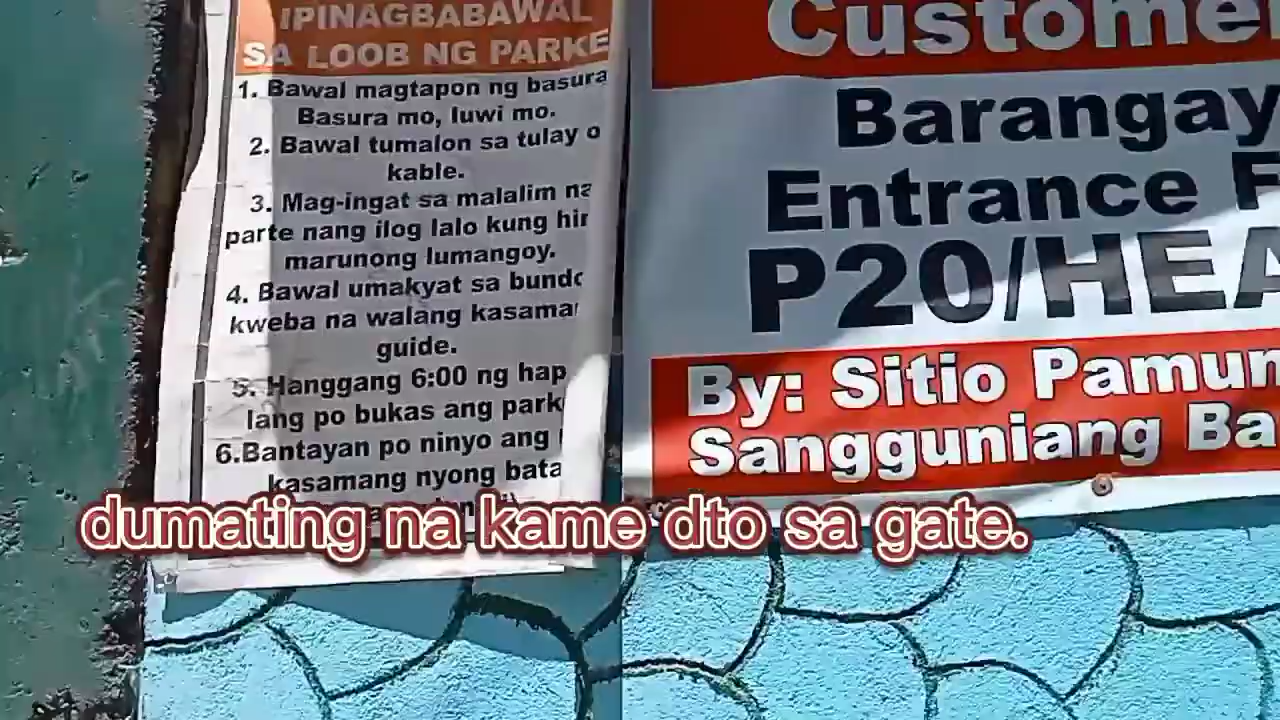 IPINAGBABAWAL
SA LOOB NG PARKE
1. Bawal magtapon ng basura
Basura mo, luwi mo.
2. Bawal tumalon sa tulay o
kable.
3. Mag-ingat sa malalim na
parte nang ilog lalo kung hin
marunong lumangoy.
4. Bawal umakyat sa bundo
kweba na walang kasama
guide.
5. Hanggang 6:00 ng hap
lang po bukas ang park
6.Bantayan po ninyo ang
kasamang nyong bata
Customer
Barangay
Entrance F
P20/HEA
By: Sitio Pamun
Sangguniang Ba
dumating na kame dto sa gate.